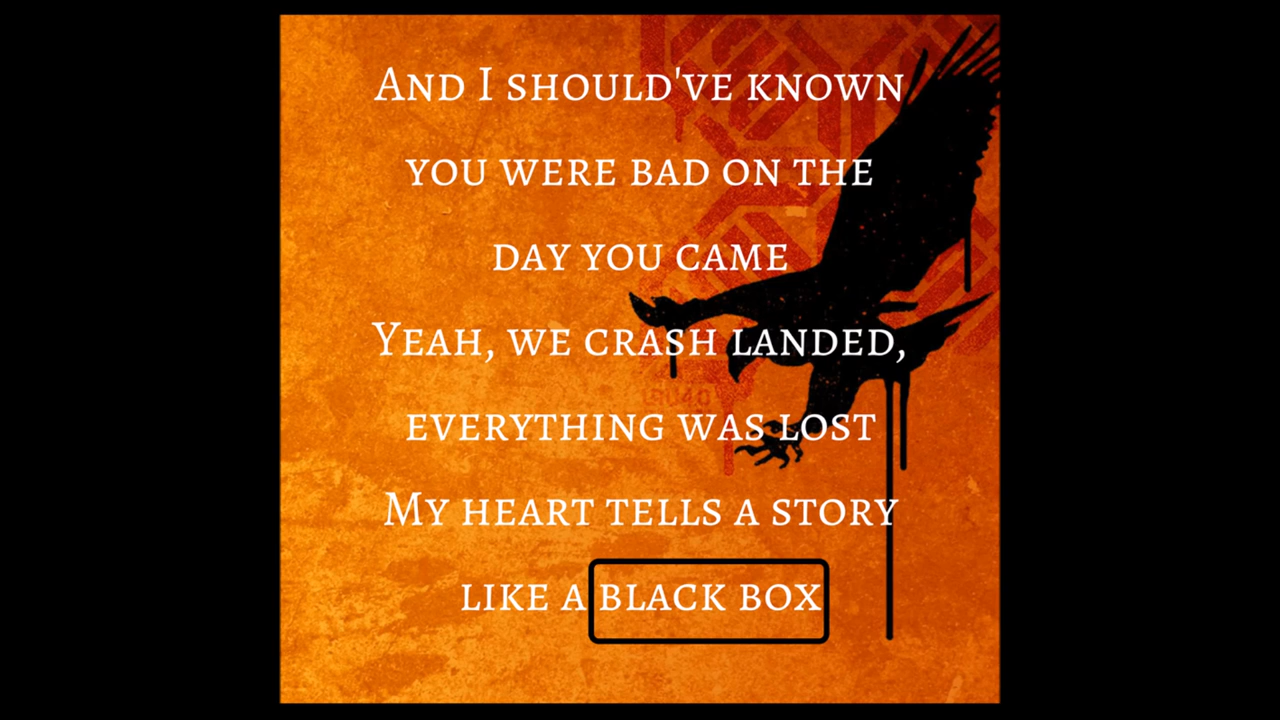 And I should've known
you were bad on the
day you came
Yeah, we crash landed,
everything was lost
My heart tells a story
like a black box